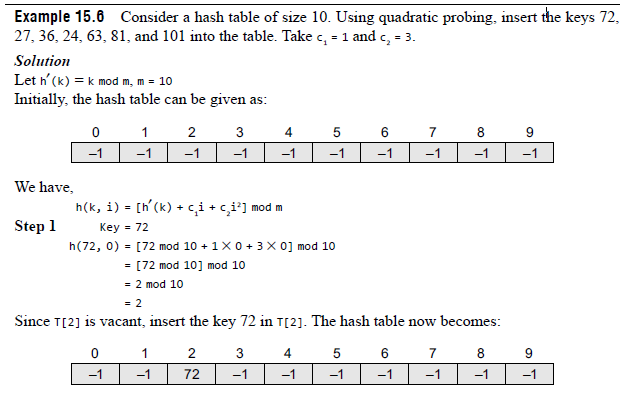 Example 15.6 Consider a hash table of size 10. Using quadratic probing, insert the keys 72,
27, 36, 24, 63, 81, and 101 into the table. Take c₁ = 1 and c₂ = 3.
Solution
Let h′(k) = k mod m, m = 10
Initially, the hash table can be given as:
0 1 2 3 4 5 6 7 8 9
–1 –1 –1 –1 –1 –1 –1 –1 –1 –1
We have,
h(k, i) = [h′(k) + c₁i + c₂i²] mod m
Step 1 Key = 72
h(72, 0) = [72 mod 10 + 1 × 0 + 3 × 0] mod 10
= [72 mod 10] mod 10
= 2 mod 10
= 2
Since T[2] is vacant, insert the key 72 in T[2]. The hash table now becomes:
0 1 2 3 4 5 6 7 8 9
–1 –1 72 –1 –1 –1 –1 –1 –1 –1